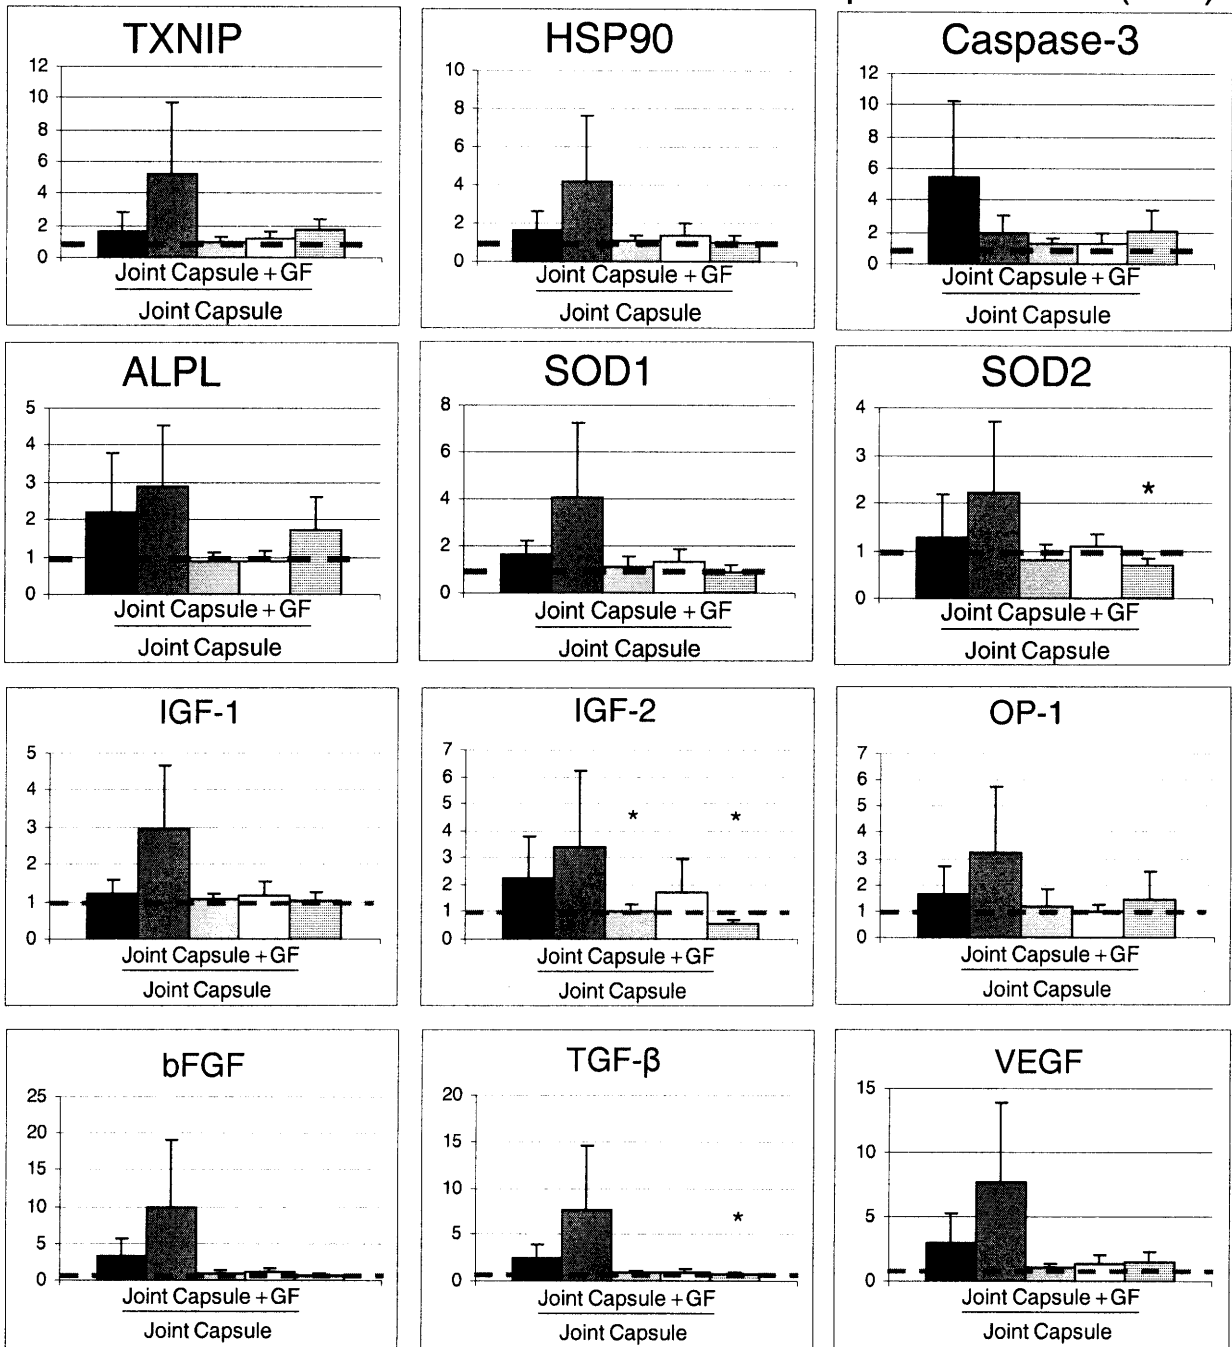 TXNIP
12
10
8
6
4
2
0
Joint Capsule + GF
Joint Capsule
HSP90
10
8
6
4
2
0
Joint Capsule + GF
Joint Capsule
Caspase-3
12
10
8
6
4
2
0
Joint Capsule + GF
Joint Capsule
ALPL
5
4
3
2
1
0
Joint Capsule + GF
Joint Capsule
SOD1
8
6
4
2
0
Joint Capsule + GF
Joint Capsule
SOD2
4
3
2
1
0
*
Joint Capsule + GF
Joint Capsule
IGF-1
5
4
3
2
1
0
Joint Capsule + GF
Joint Capsule
IGF-2
7
6
5
4
3
2
1
0
* *
Joint Capsule + GF
Joint Capsule
OP-1
7
6
5
4
3
2
1
0
Joint Capsule + GF
Joint Capsule
bFGF
25
20
15
10
5
0
Joint Capsule + GF
Joint Capsule
TGF-β
20
15
10
5
0
*
Joint Capsule + GF
Joint Capsule
VEGF
15
10
5
0
Joint Capsule + GF
Joint Capsule